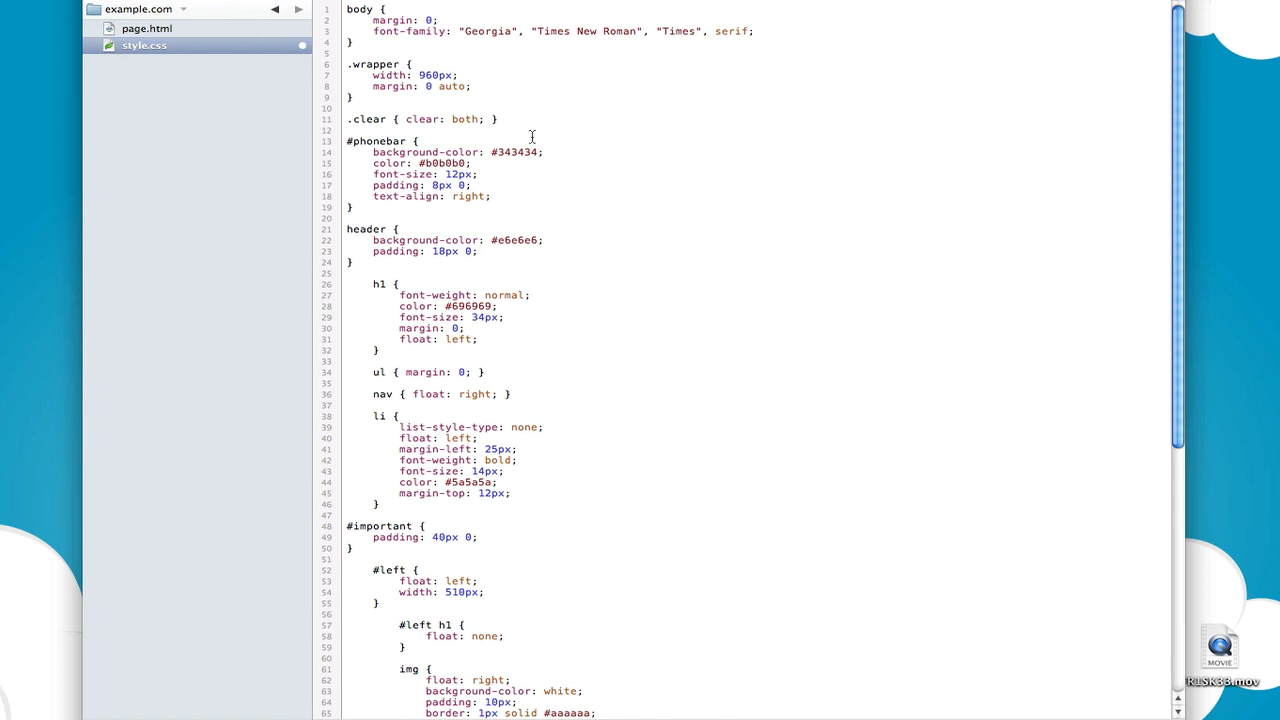 example.com
page.html
style.css
1 body {
2 margin: 0;
3 font-family: "Georgia", "Times New Roman", "Times", serif;
4 }
5
6 .wrapper {
7 width: 960px;
8 margin: 0 auto;
9 }
10
11 .clear { clear: both; }
12
13 #phonebar {
14 background-color: #343434;
15 color: #b0b0b0;
16 font-size: 12px;
17 padding: 8px 0;
18 text-align: right;
19 }
20
21 header {
22 background-color: #e6e6e6;
23 padding: 18px 0;
24 }
25
26 h1 {
27 font-weight: normal;
28 color: #696969;
29 font-size: 34px;
30 margin: 0;
31 float: left;
32 }
33
34 ul { margin: 0; }
35
36 nav { float: right; }
37
38 li {
39 list-style-type: none;
40 float: left;
41 margin-left: 25px;
42 font-weight: bold;
43 font-size: 14px;
44 color: #5a5a5a;
45 margin-top: 12px;
46 }
47
48 #important {
49 padding: 40px 0;
50 }
51
52 #left {
53 float: left;
54 width: 510px;
55 }
56
57 #left h1 {
58 float: none;
59 }
60
61 img {
62 float: right;
63 background-color: white;
64 padding: 10px;
65 border: 1px solid #aaaaaa;
MOVIE
R1SK33.mov